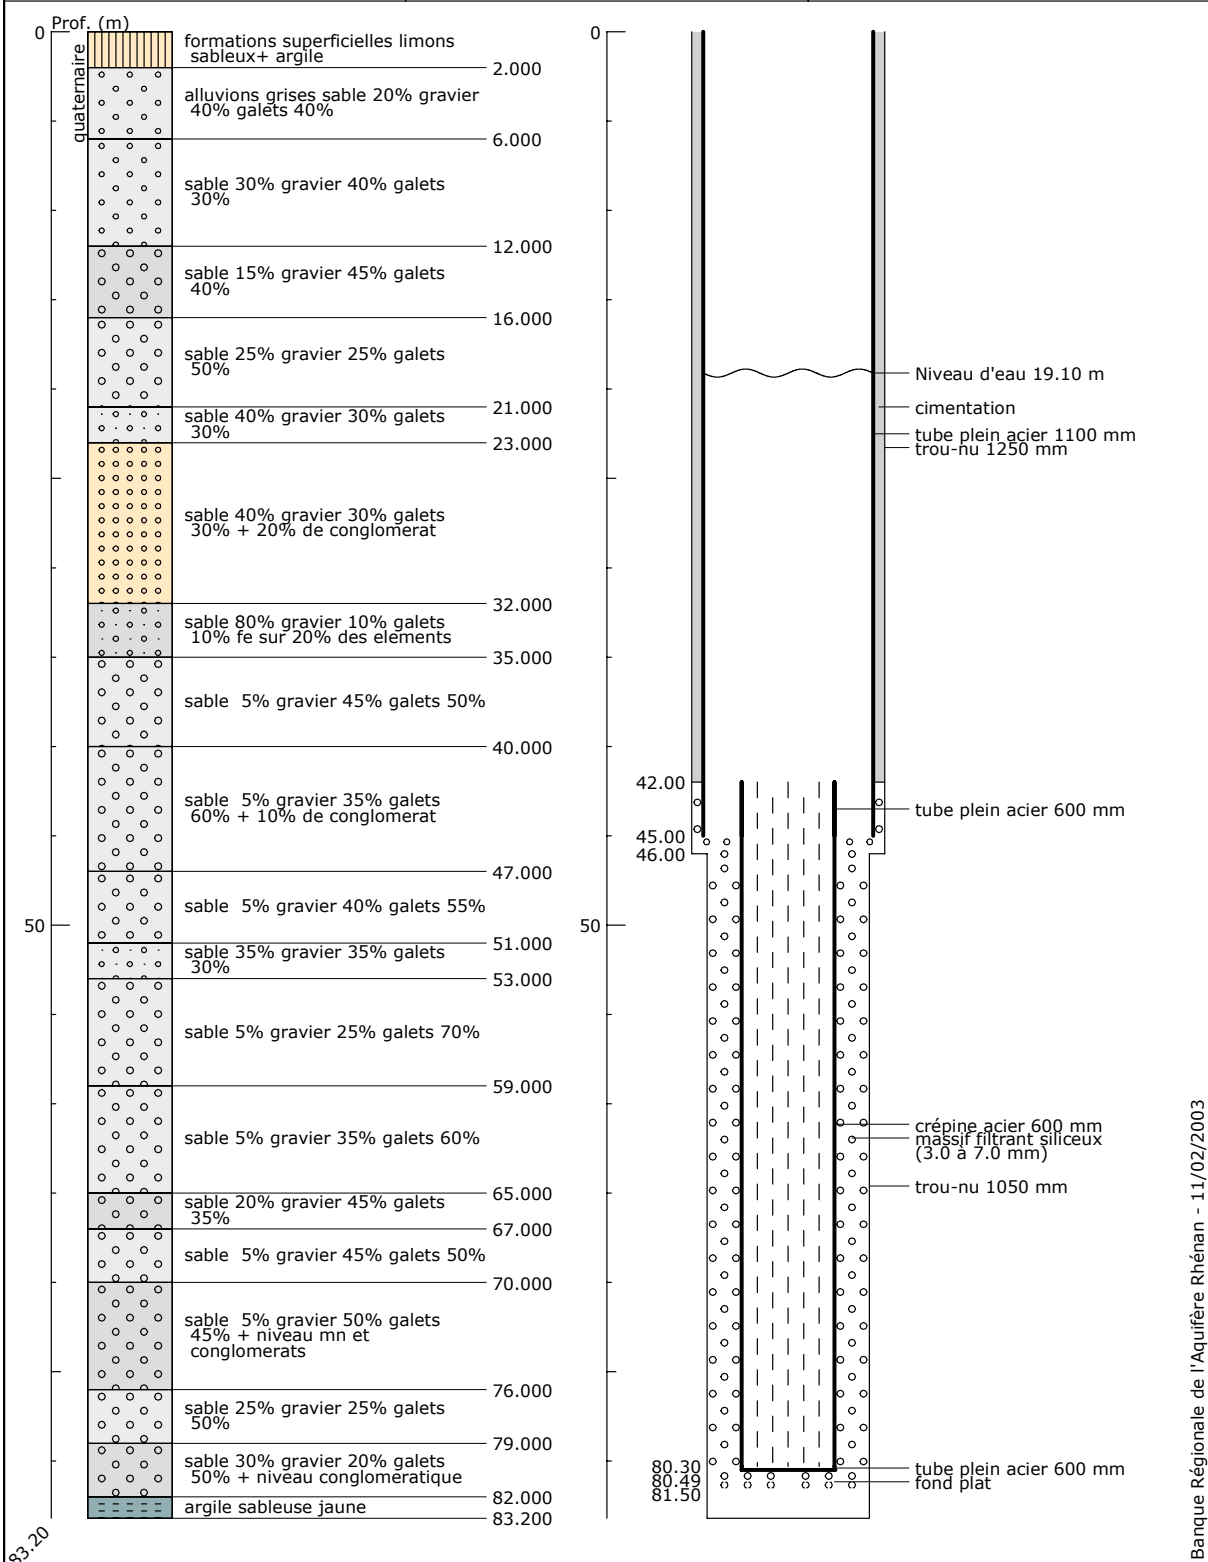 Prof. (m)
0
quaternaire
formations superficielles limons
sableux+ argile
2.000
alluvions grises sable 20% gravier
40% galets 40%
6.000
sable 30% gravier 40% galets
30%
12.000
sable 15% gravier 45% galets
40%
16.000
sable 25% gravier 25% galets
50%
21.000
sable 40% gravier 30% galets
30%
23.000
sable 40% gravier 30% galets
30% + 20% de conglomerat
32.000
sable 80% gravier 10% galets
10% fe sur 20% des elements
35.000
sable 5% gravier 45% galets 50%
40.000
sable 5% gravier 35% galets
60% + 10% de conglomerat
47.000
sable 5% gravier 40% galets 55%
50
51.000
sable 35% gravier 35% galets
30%
53.000
sable 5% gravier 25% galets 70%
59.000
sable 5% gravier 35% galets 60%
65.000
sable 20% gravier 45% galets
35%
67.000
sable 5% gravier 45% galets 50%
70.000
sable 5% gravier 50% galets
45% + niveau mn et
conglomerats
76.000
sable 25% gravier 25% galets
50%
79.000
sable 30% gravier 20% galets
50% + niveau conglomeratique
82.000
argile sableuse jaune
83.200
83.20
0
Niveau d'eau 19.10 m
cimentation
tube plein acier 1100 mm
trou-nu 1250 mm
42.00
tube plein acier 600 mm
45.00
46.00
50
crépine acier 600 mm
massif filtrant siliceux
(3.0 à 7.0 mm)
trou-nu 1050 mm
80.30
tube plein acier 600 mm
80.49
fond plat
81.50
Banque Régionale de l'Aquifère Rhénan - 11/02/2003